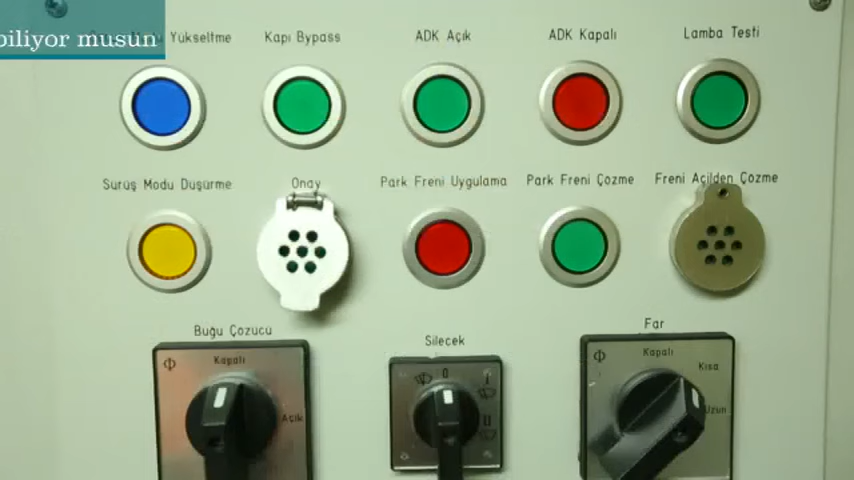 biliyor musun
Yükseltme
Kapı Bypass
ADK Açık
ADK Kapalı
Lamba Testi
Sürüş Modu Düşürme
Onay
Park Freni Uygulama
Park Freni Çözme
Freni Açilden Çözme
Buğu Çözücü
Silecek
Far
Kapalı
Açık
0
I
II
Kapalı
Kısa
Uzun